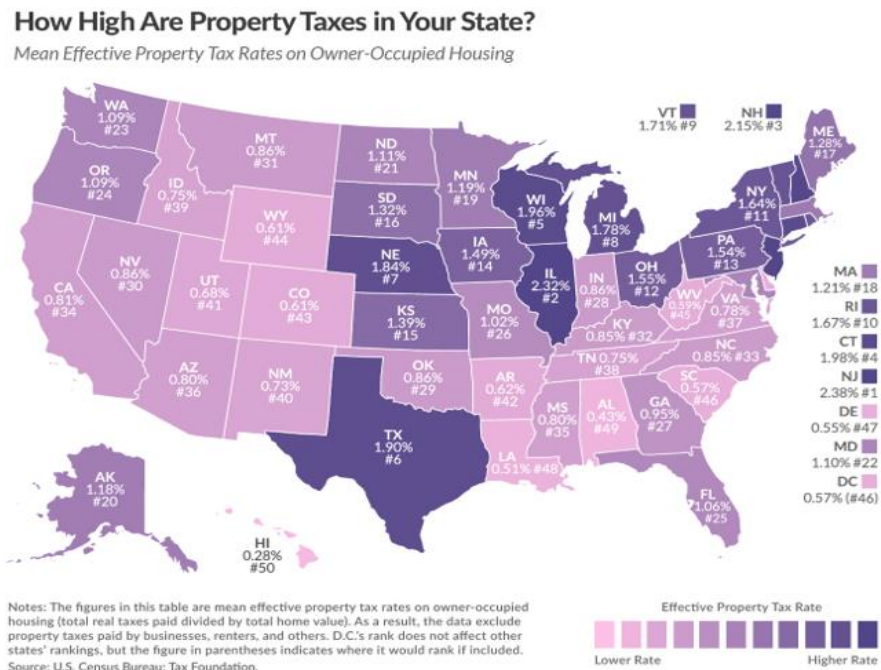 How High Are Property Taxes in Your State?
Mean Effective Property Tax Rates on Owner-Occupied Housing
WA
1.09%
#23
OR
1.09%
#24
CA
0.81%
#34
NV
0.86%
#30
ID
0.75%
#39
MT
0.86%
#31
WY
0.61%
#44
UT
0.68%
#41
CO
0.61%
#43
AZ
0.80%
#36
NM
0.73%
#40
ND
1.11%
#21
SD
1.32%
#16
NE
1.84%
#7
KS
1.39%
#15
OK
0.86%
#29
TX
1.90%
#6
MN
1.19%
#19
IA
1.49%
#14
MO
1.02%
#26
AR
0.62%
#42
LA
0.51% #48
WI
1.96%
#5
IL
2.32%
#2
MI
1.78%
#8
IN
0.86%
#28
OH
1.55%
#12
KY
0.85% #32
TN 0.75%
#38
MS
0.80%
#35
AL
0.43%
#49
GA
0.95%
#27
FL
1.06%
#25
SC
0.57%
#46
NC
0.85% #33
VA
0.78%
#37
WV
0.59%
#45
PA
1.54%
#13
NY
1.64%
#11
ME
1.28%
#17
VT
1.71% #9
NH
2.15% #3
MA
1.21% #18
RI
1.67% #10
CT
1.98% #4
NJ
2.38% #1
DE
0.55% #47
MD
1.10% #22
DC
0.57% (#46)
AK
1.18%
#20
HI
0.28%
#50
Notes: The figures in this table are mean effective property tax rates on owner-occupied
housing (total real taxes paid divided by total home value). As a result, the data exclude
property taxes paid by businesses, renters, and others. D.C.'s rank does not affect other
states' rankings, but the figure in parentheses indicates where it would rank if included.
Source: U.S. Census Bureau; Tax Foundation.
Effective Property Tax Rate
Lower Rate
Higher Rate